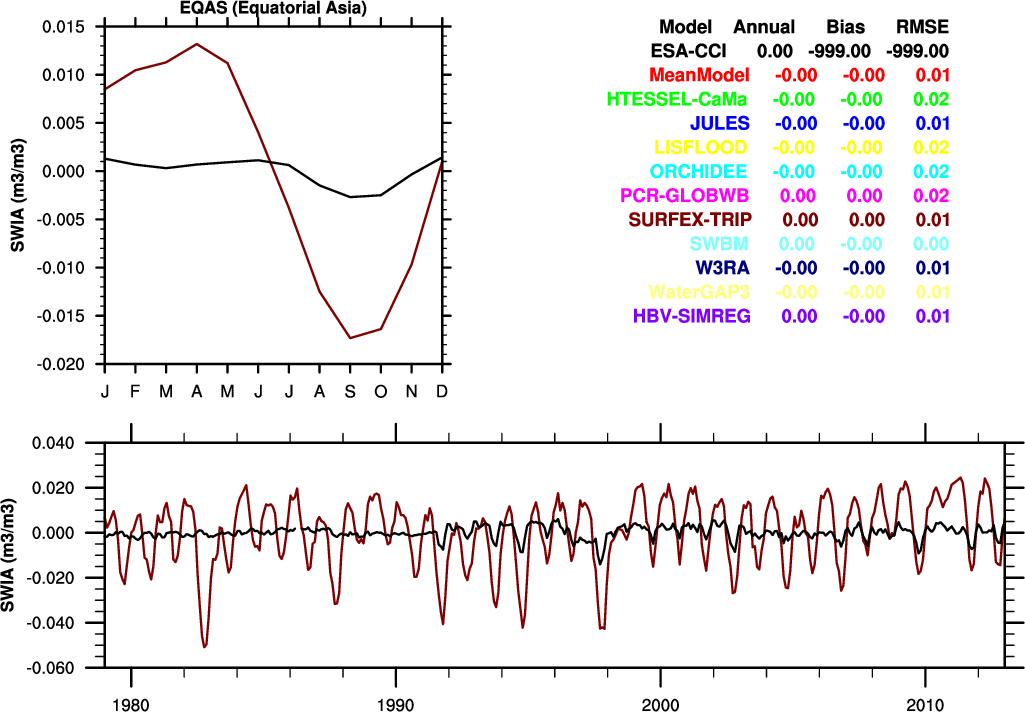 EQAS (Equatorial Asia)
SWIA (m3/m3)
0.015
0.010
0.005
0.000
-0.005
-0.010
-0.015
-0.020
J F M A M J J A S O N D
Model Annual Bias RMSE
ESA-CCI 0.00 -999.00 -999.00
MeanModel -0.00 -0.00 0.01
HTESSEL-CaMa -0.00 -0.00 0.02
JULES -0.00 -0.00 0.01
LISFLOOD -0.00 -0.00 0.02
ORCHIDEE -0.00 -0.00 0.02
PCR-GLOBWB 0.00 0.00 0.02
SURFEX-TRIP 0.00 0.00 0.01
SWBM 0.00 -0.00 0.00
W3RA -0.00 -0.00 0.01
WaterGAP3 -0.00 -0.00 0.01
HBV-SIMREG 0.00 -0.00 0.01
SWIA (m3/m3)
0.040
0.020
0.000
-0.020
-0.040
-0.060
1980 1990 2000 2010